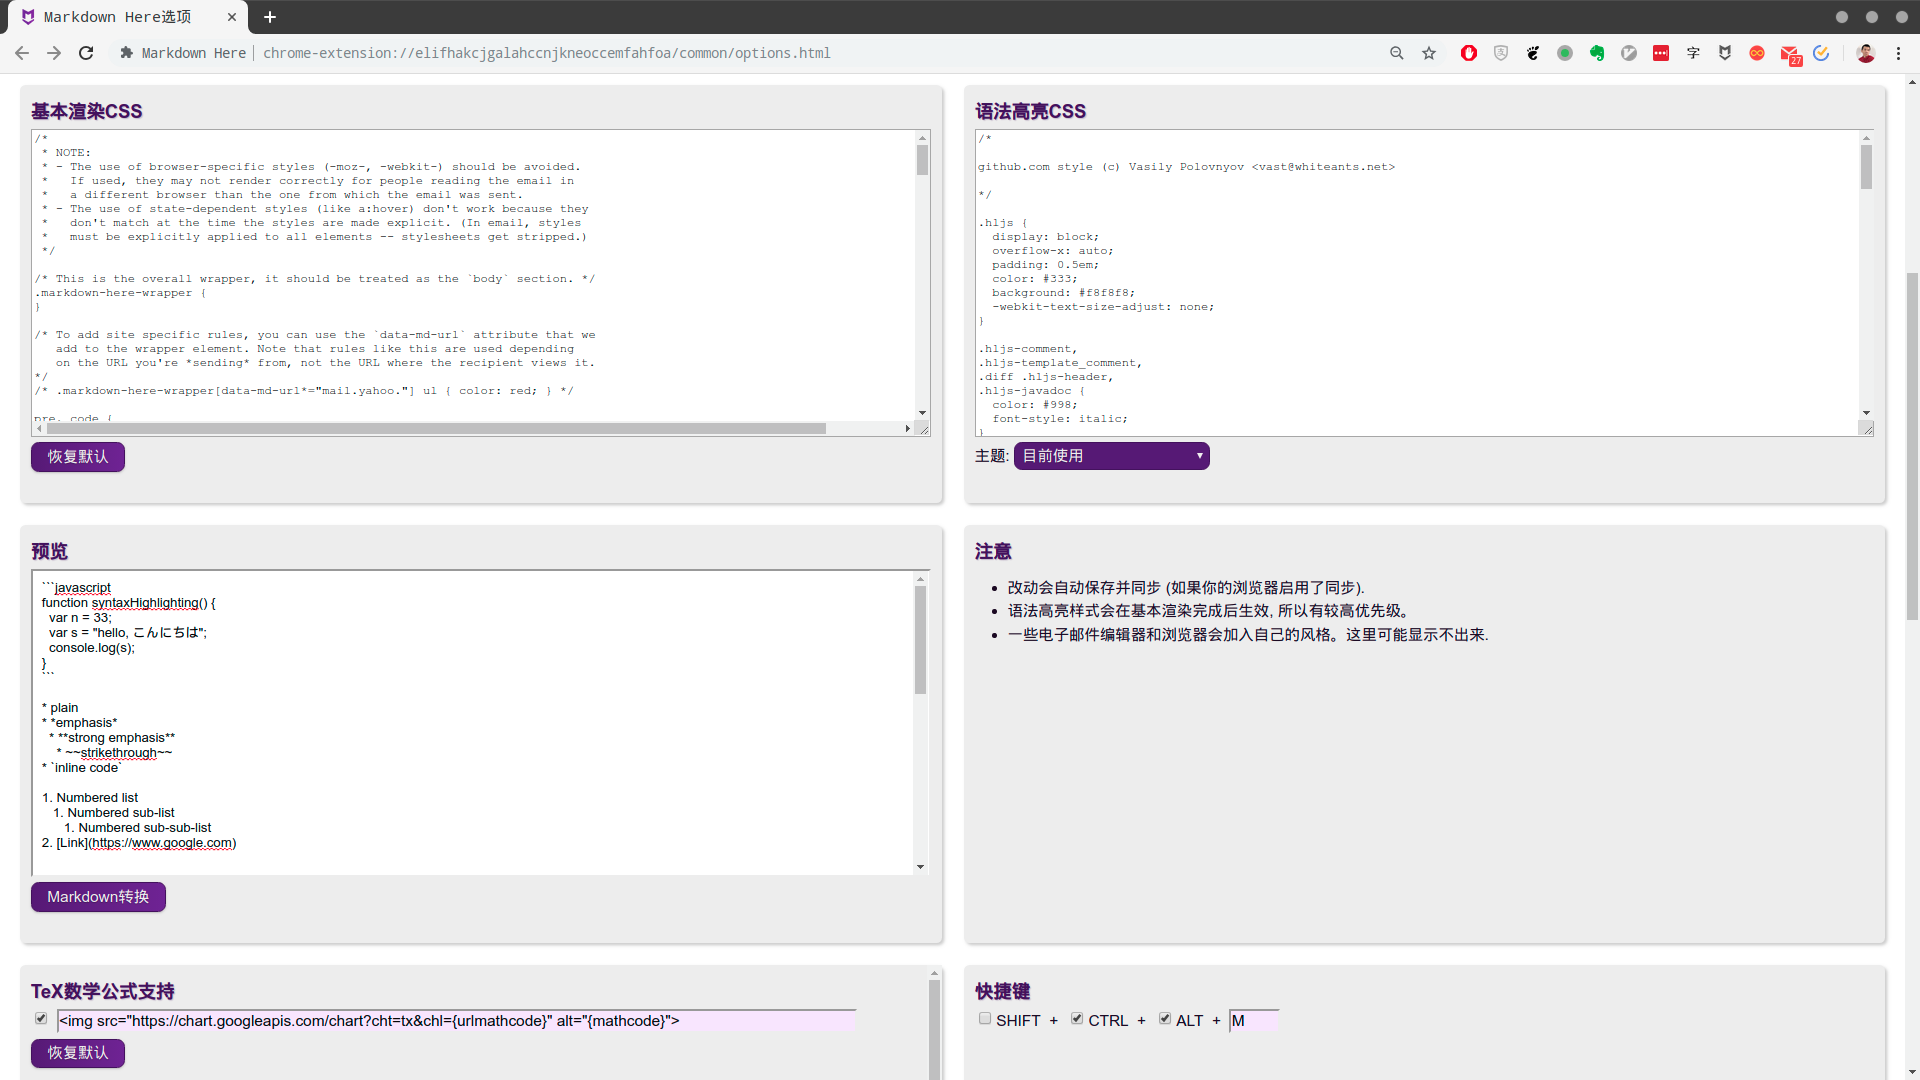 Markdown Here选项
Markdown Here
chrome-extension://elifhakcjgalahccnjkneoccemfahfoa/common/options.html
字
27
基本渲染CSS
/*
 * NOTE:
 * - The use of browser-specific styles (-moz-, -webkit-) should be avoided.
 *   If used, they may not render correctly for people reading the email in
 *   a different browser than the one from which the email was sent.
 * - The use of state-dependent styles (like a:hover) don't work because they
 *   don't match at the time the styles are made explicit. (In email, styles
 *   must be explicitly applied to all elements -- stylesheets get stripped.)
 */
/* This is the overall wrapper, it should be treated as the `body` section. */
.markdown-here-wrapper {
}
/* To add site specific rules, you can use the `data-md-url` attribute that we
   add to the wrapper element. Note that rules like this are used depending
   on the URL you're *sending* from, not the URL where the recipient views it.
*/
/* .markdown-here-wrapper[data-md-url*="mail.yahoo."] ul { color: red; } */
pre, code {
恢复默认
语法高亮CSS
/*
github.com style (c) Vasily Polovnyov <vast@whiteants.net>
*/
.hljs {
  display: block;
  overflow-x: auto;
  padding: 0.5em;
  color: #333;
  background: #f8f8f8;
  -webkit-text-size-adjust: none;
}
.hljs-comment,
.hljs-template_comment,
.diff .hljs-header,
.hljs-javadoc {
  color: #998;
  font-style: italic;
}
主题: 目前使用
预览
```javascript
function syntaxHighlighting() {
  var n = 33;
  var s = "hello, こんにちは";
  console.log(s);
}
```
* plain
* *emphasis*
  * **strong emphasis**
    * ~~strikethrough~~
* `inline code`
1. Numbered list
   1. Numbered sub-list
      1. Numbered sub-sub-list
2. [Link](https://www.google.com)
Markdown转换
注意
• 改动会自动保存并同步 (如果你的浏览器启用了同步).
• 语法高亮样式会在基本渲染完成后生效, 所以有较高优先级。
• 一些电子邮件编辑器和浏览器会加入自己的风格。这里可能显示不出来.
TeX数学公式支持
<img src="https://chart.googleapis.com/chart?cht=tx&chl={urlmathcode}" alt="{mathcode}">
恢复默认
快捷键
SHIFT + CTRL + ALT + M